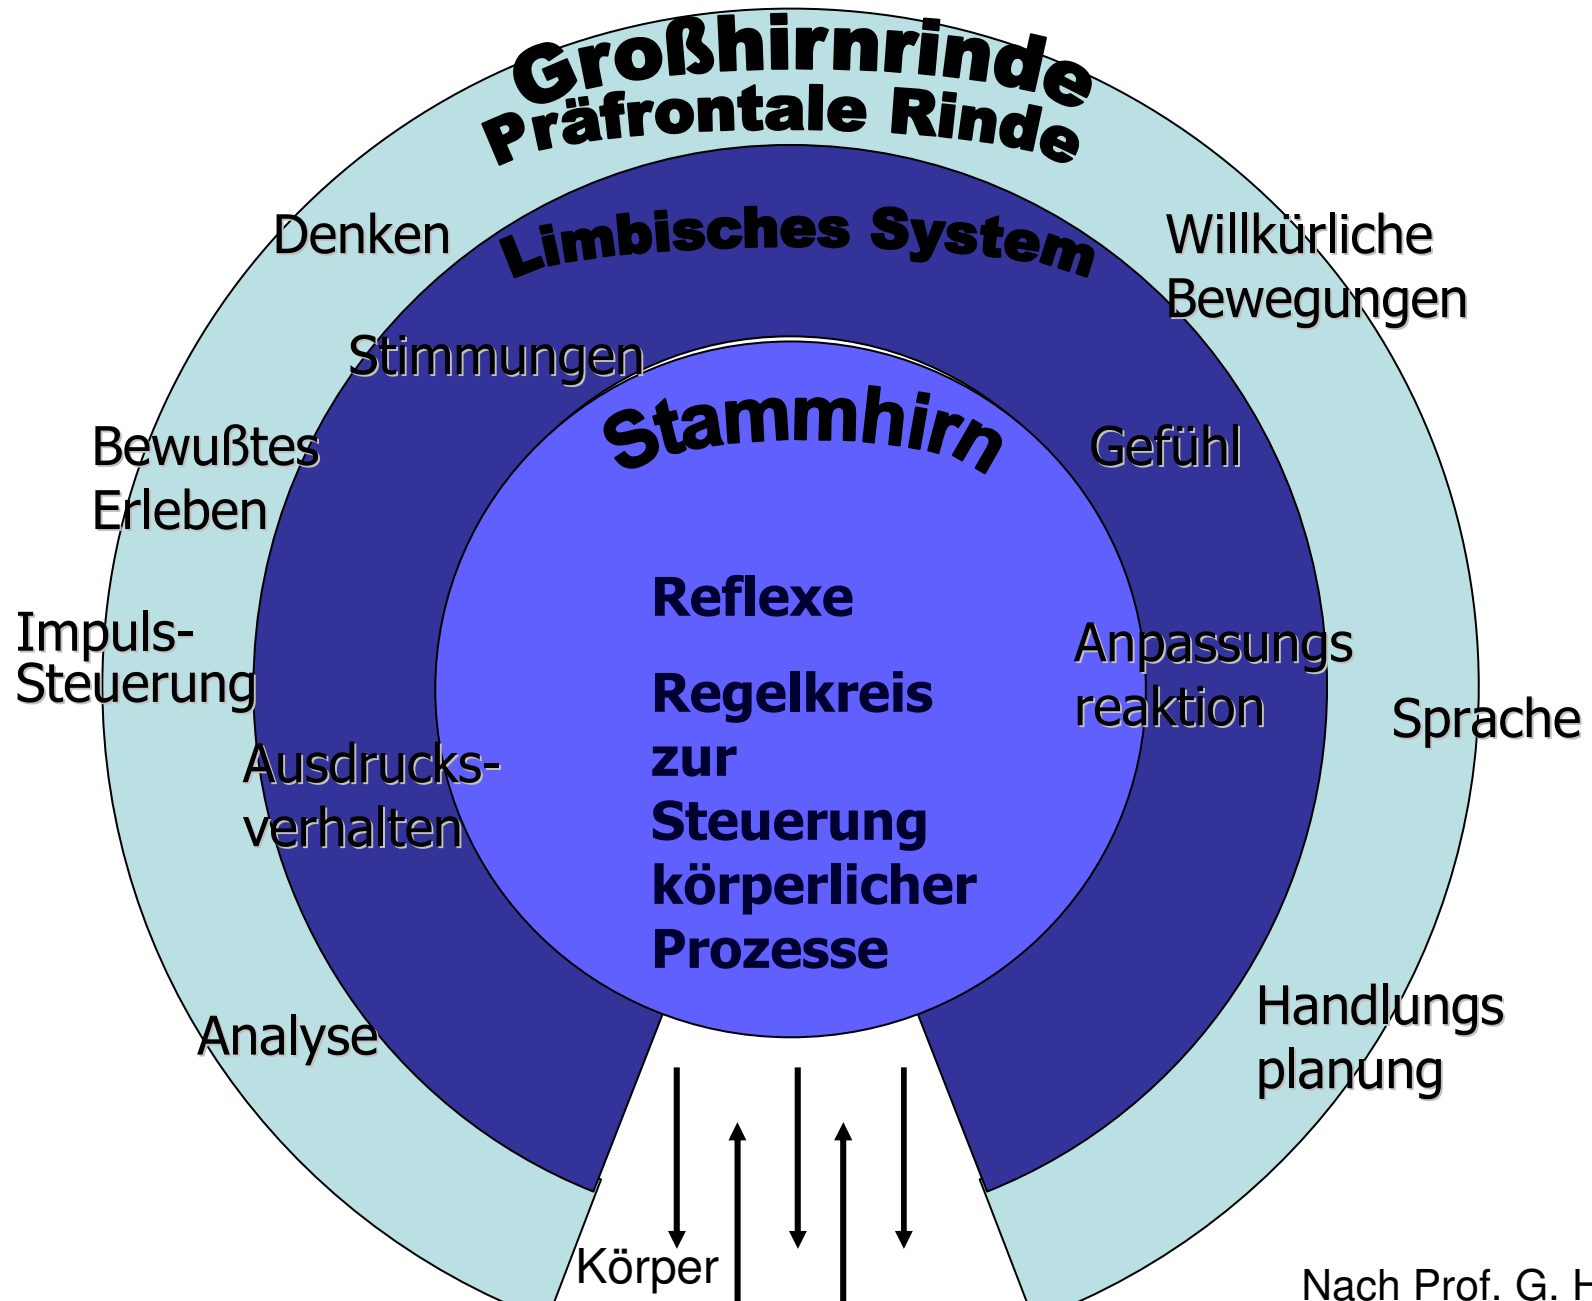 Großhirnrinde
Präfrontale Rinde
Limbisches System
Denken
Willkürliche
Bewegungen
Stimmungen
Stammhirn
Bewußtes
Erleben
Gefühl
Reflexe
Impuls-
Steuerung
Anpassungs
reaktion
Regelkreis
zur
Steuerung
körperlicher
Prozesse
Sprache
Ausdrucks-
verhalten
Analyse
Handlungs
planung
Körper
Nach Prof. G. H